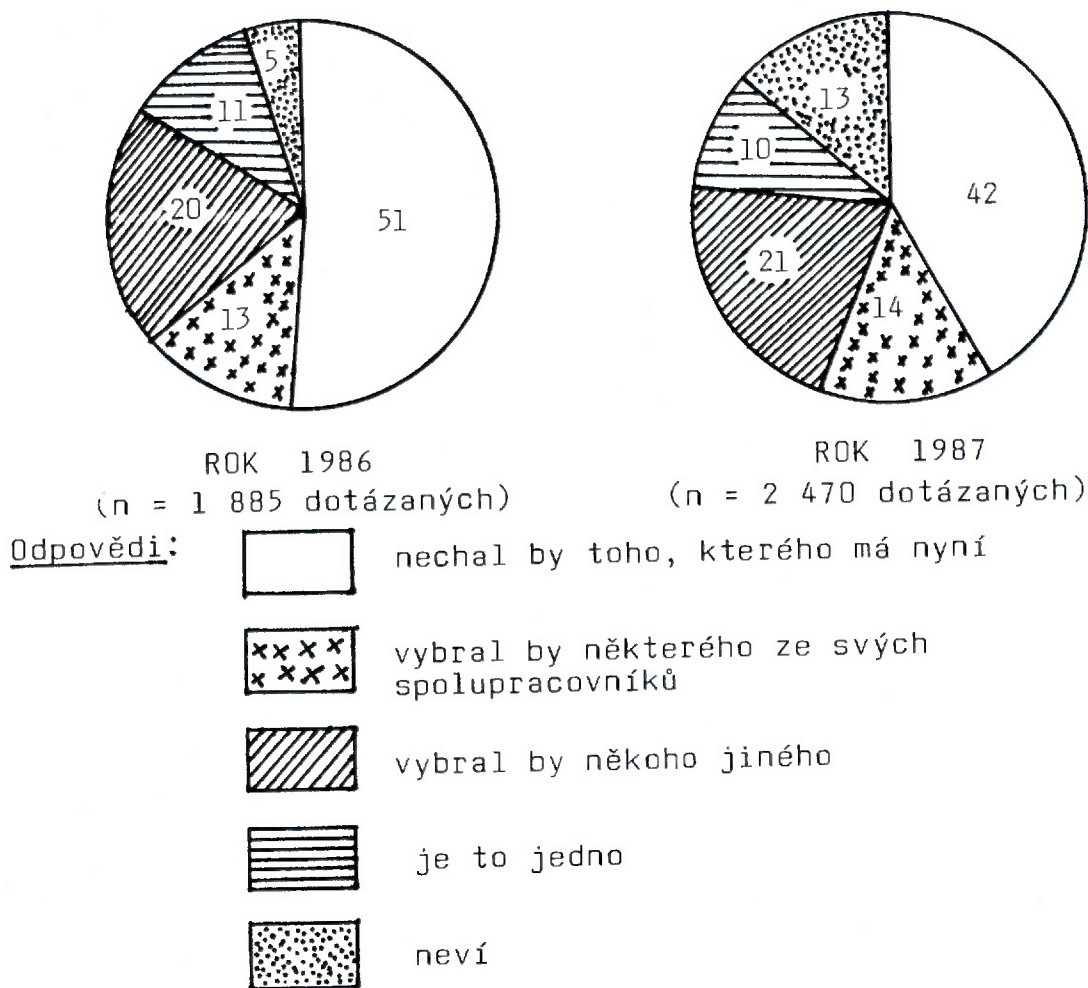 5
11
20
13
51
13
10
21
14
42
ROK 1986
(n = 1 885 dotázaných)
ROK 1987
(n = 2 470 dotázaných)
Odpovědi:
nechal by toho, kterého má nyní
vybral by některého ze svých
spolupracovníků
vybral by někoho jiného
je to jedno
neví